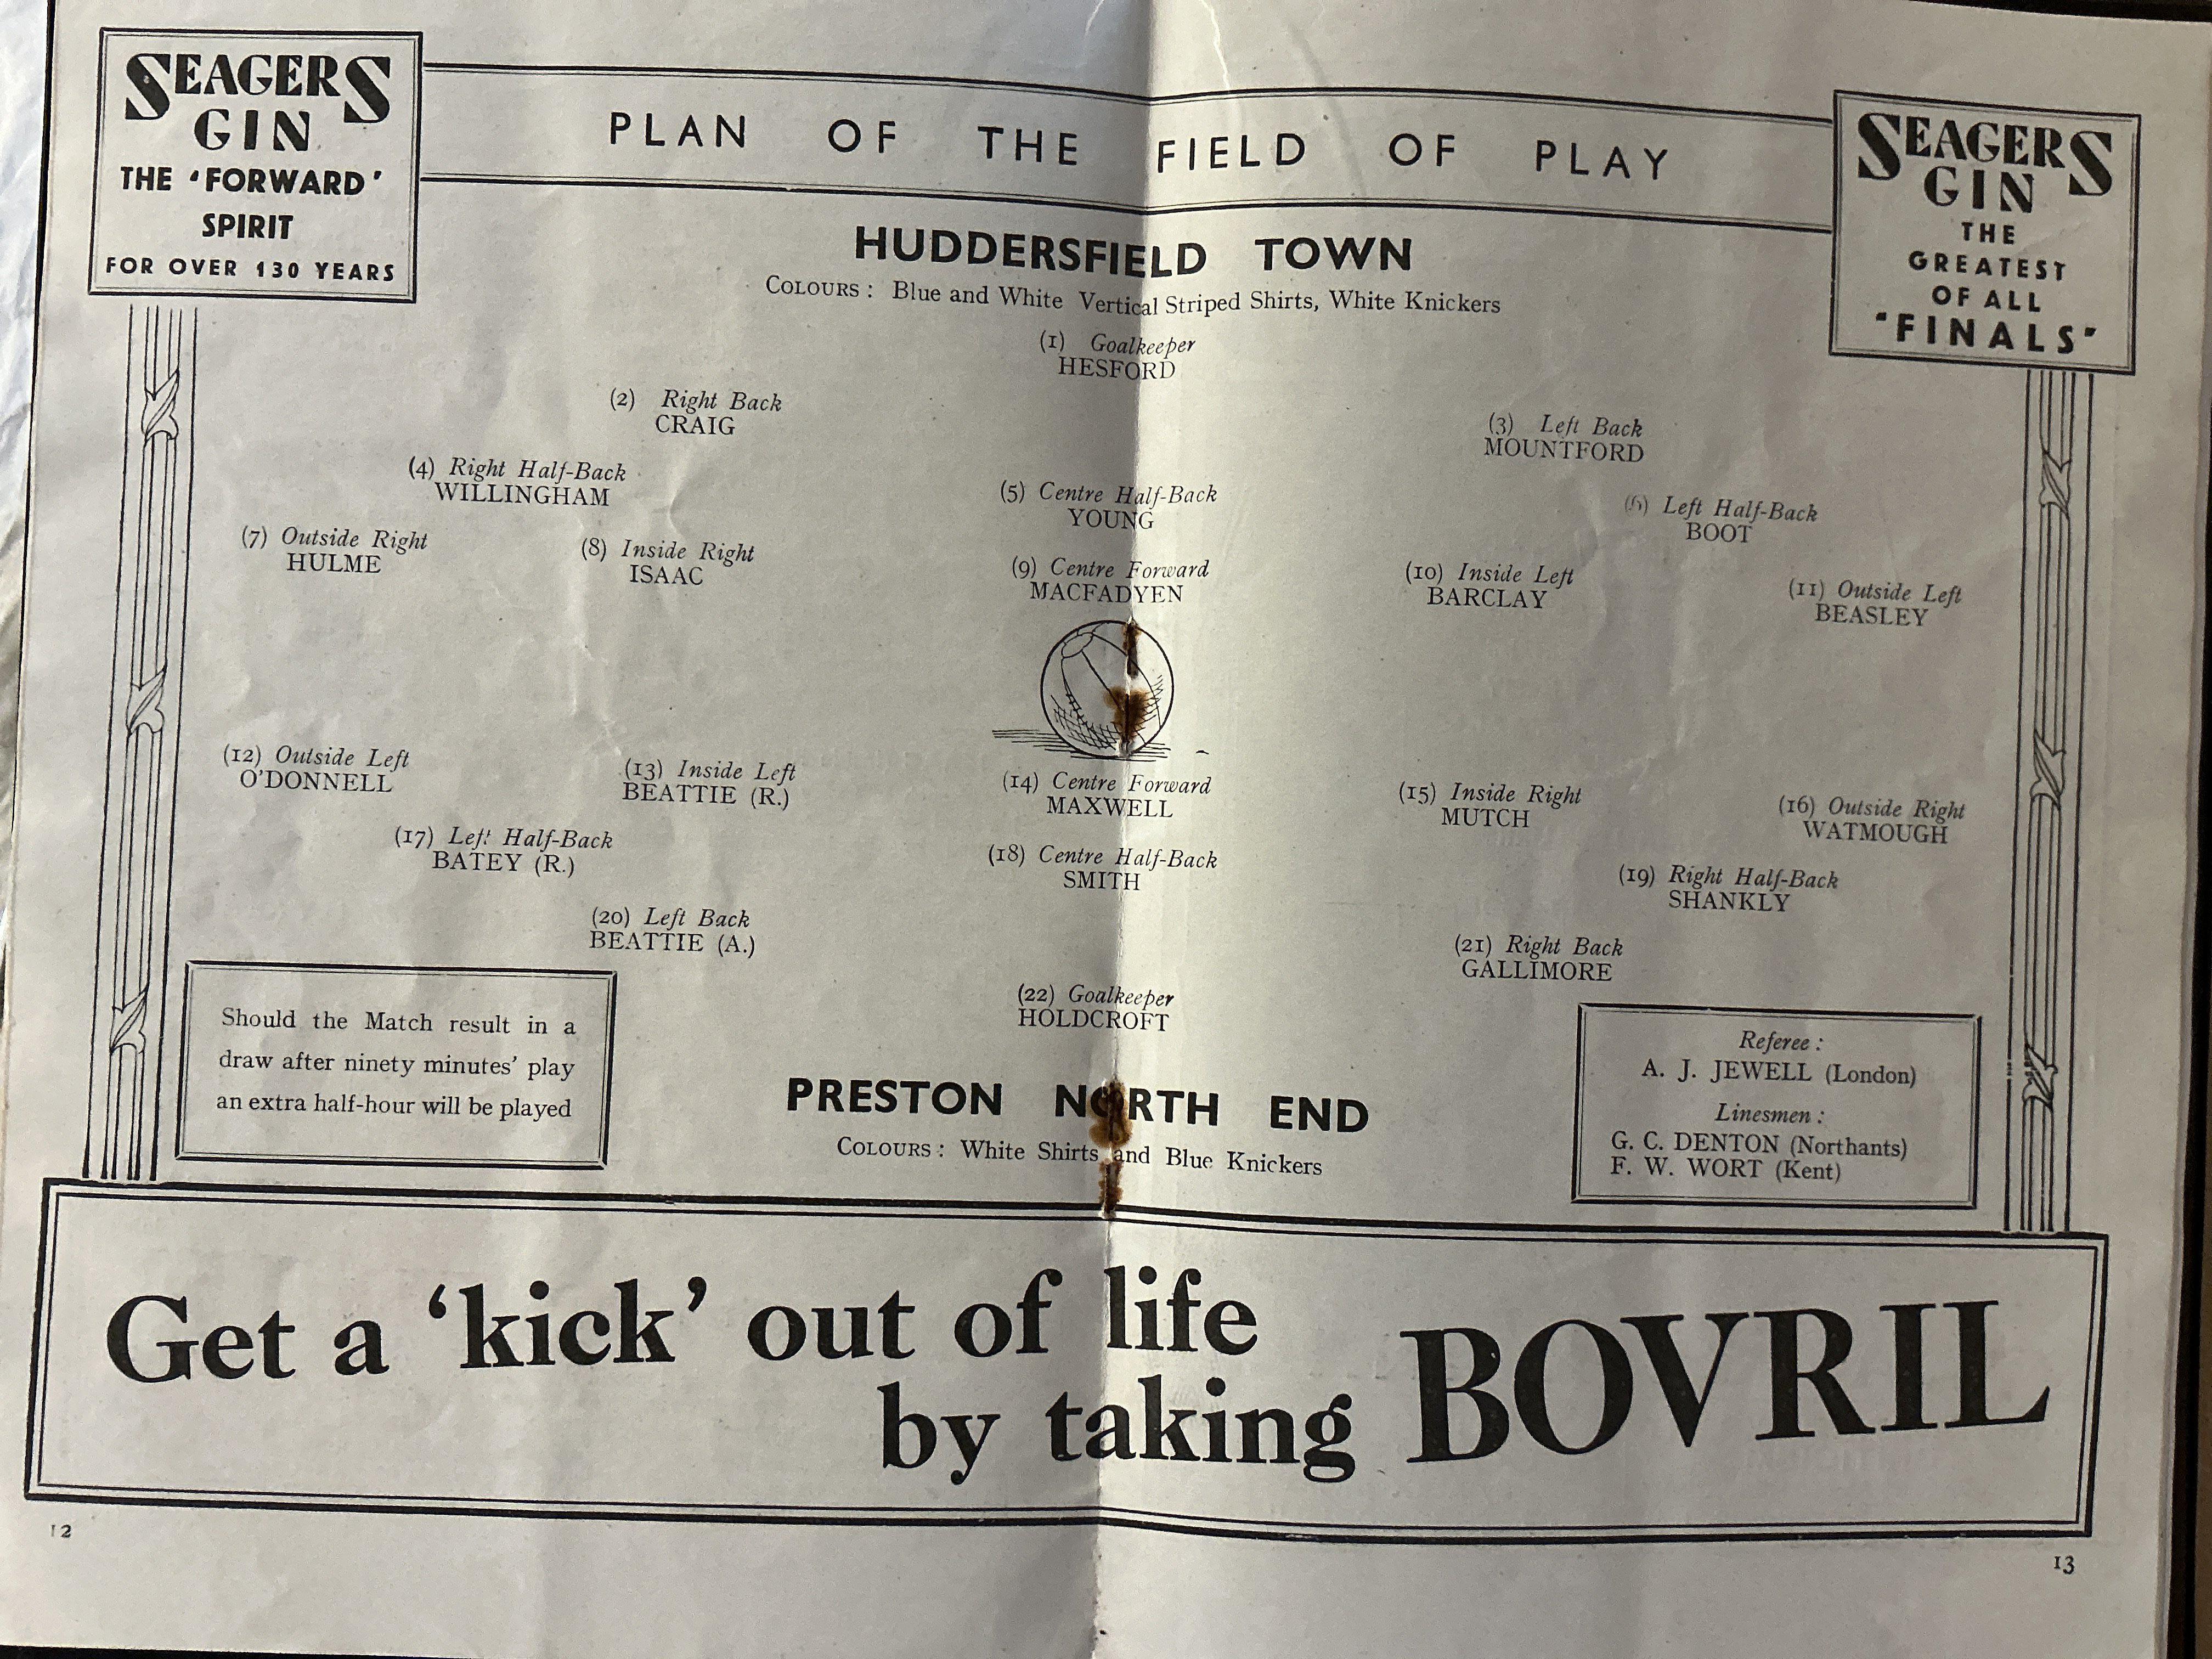 SEAGERS
GIN
THE 'FORWARD'
SPIRIT
FOR OVER 130 YEARS
PLAN OF THE FIELD OF PLAY
SEAGERS
GIN
THE
GREATEST
OF ALL
"FINALS"
HUDDERSFIELD TOWN
COLOURS: Blue and White Vertical Striped Shirts, White Knickers
(1) Goalkeeper
HESFORD
(2) Right Back
CRAIG
(3) Left Back
MOUNTFORD
(4) Right Half-Back
WILLINGHAM
(5) Centre Half-Back
YOUNG
(6) Left Half-Back
BOOT
(7) Outside Right
HULME
(8) Inside Right
ISAAC
(9) Centre Forward
MACFADYEN
(10) Inside Left
BARCLAY
(11) Outside Left
BEASLEY
(12) Outside Left
O'DONNELL
(13) Inside Left
BEATTIE (R.)
(14) Centre Forward
MAXWELL
(15) Inside Right
MUTCH
(16) Outside Right
WATMOUGH
(17) Left Half-Back
BATEY (R.)
(18) Centre Half-Back
SMITH
(19) Right Half-Back
SHANKLY
(20) Left Back
BEATTIE (A.)
(21) Right Back
GALLIMORE
(22) Goalkeeper
HOLDCROFT
Should the Match result in a
draw after ninety minutes' play
an extra half-hour will be played
PRESTON NORTH END
COLOURS: White Shirts and Blue Knickers
Referee:
A. J. JEWELL (London)
Linesmen:
G. C. DENTON (Northants)
F. W. WORT (Kent)
Get a 'kick' out of life
by taking BOVRIL
12
13